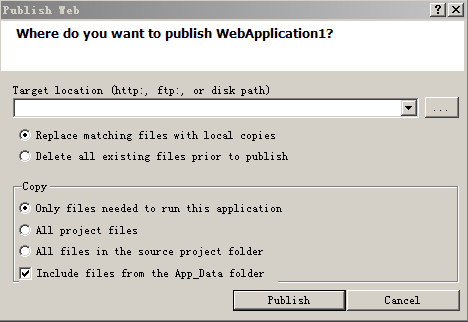 Publish Web
Where do you want to publish WebApplication1?
Target location (http:, ftp:, or disk path)
...
Replace matching files with local copies
Delete all existing files prior to publish
Copy
Only files needed to run this application
All project files
All files in the source project folder
Include files from the App_Data folder
Publish
Cancel